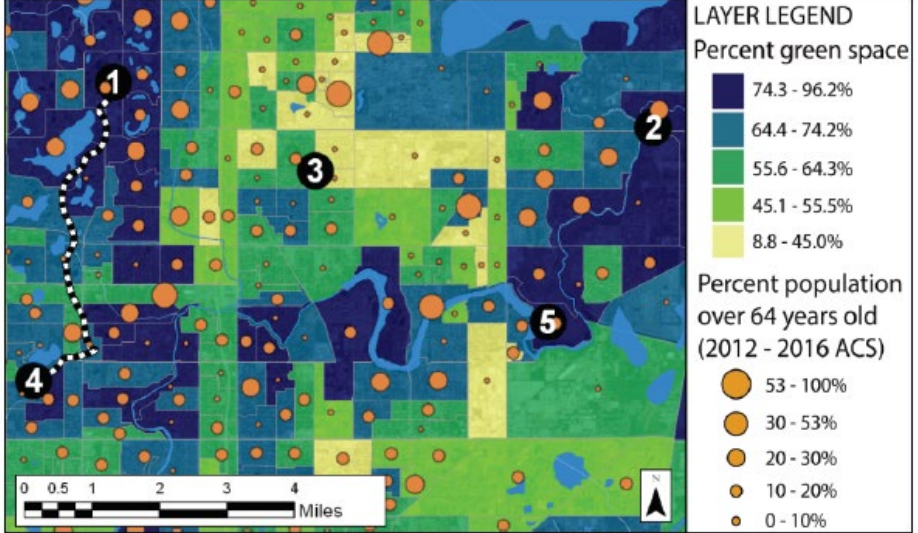 1
2
3
4
5
0 0.5 1 2 3 4
Miles
N
LAYER LEGEND
Percent green space
74.3 - 96.2%
64.4 - 74.2%
55.6 - 64.3%
45.1 - 55.5%
8.8 - 45.0%
Percent population
over 64 years old
(2012 - 2016 ACS)
53 - 100%
30 - 53%
20 - 30%
10 - 20%
0 - 10%